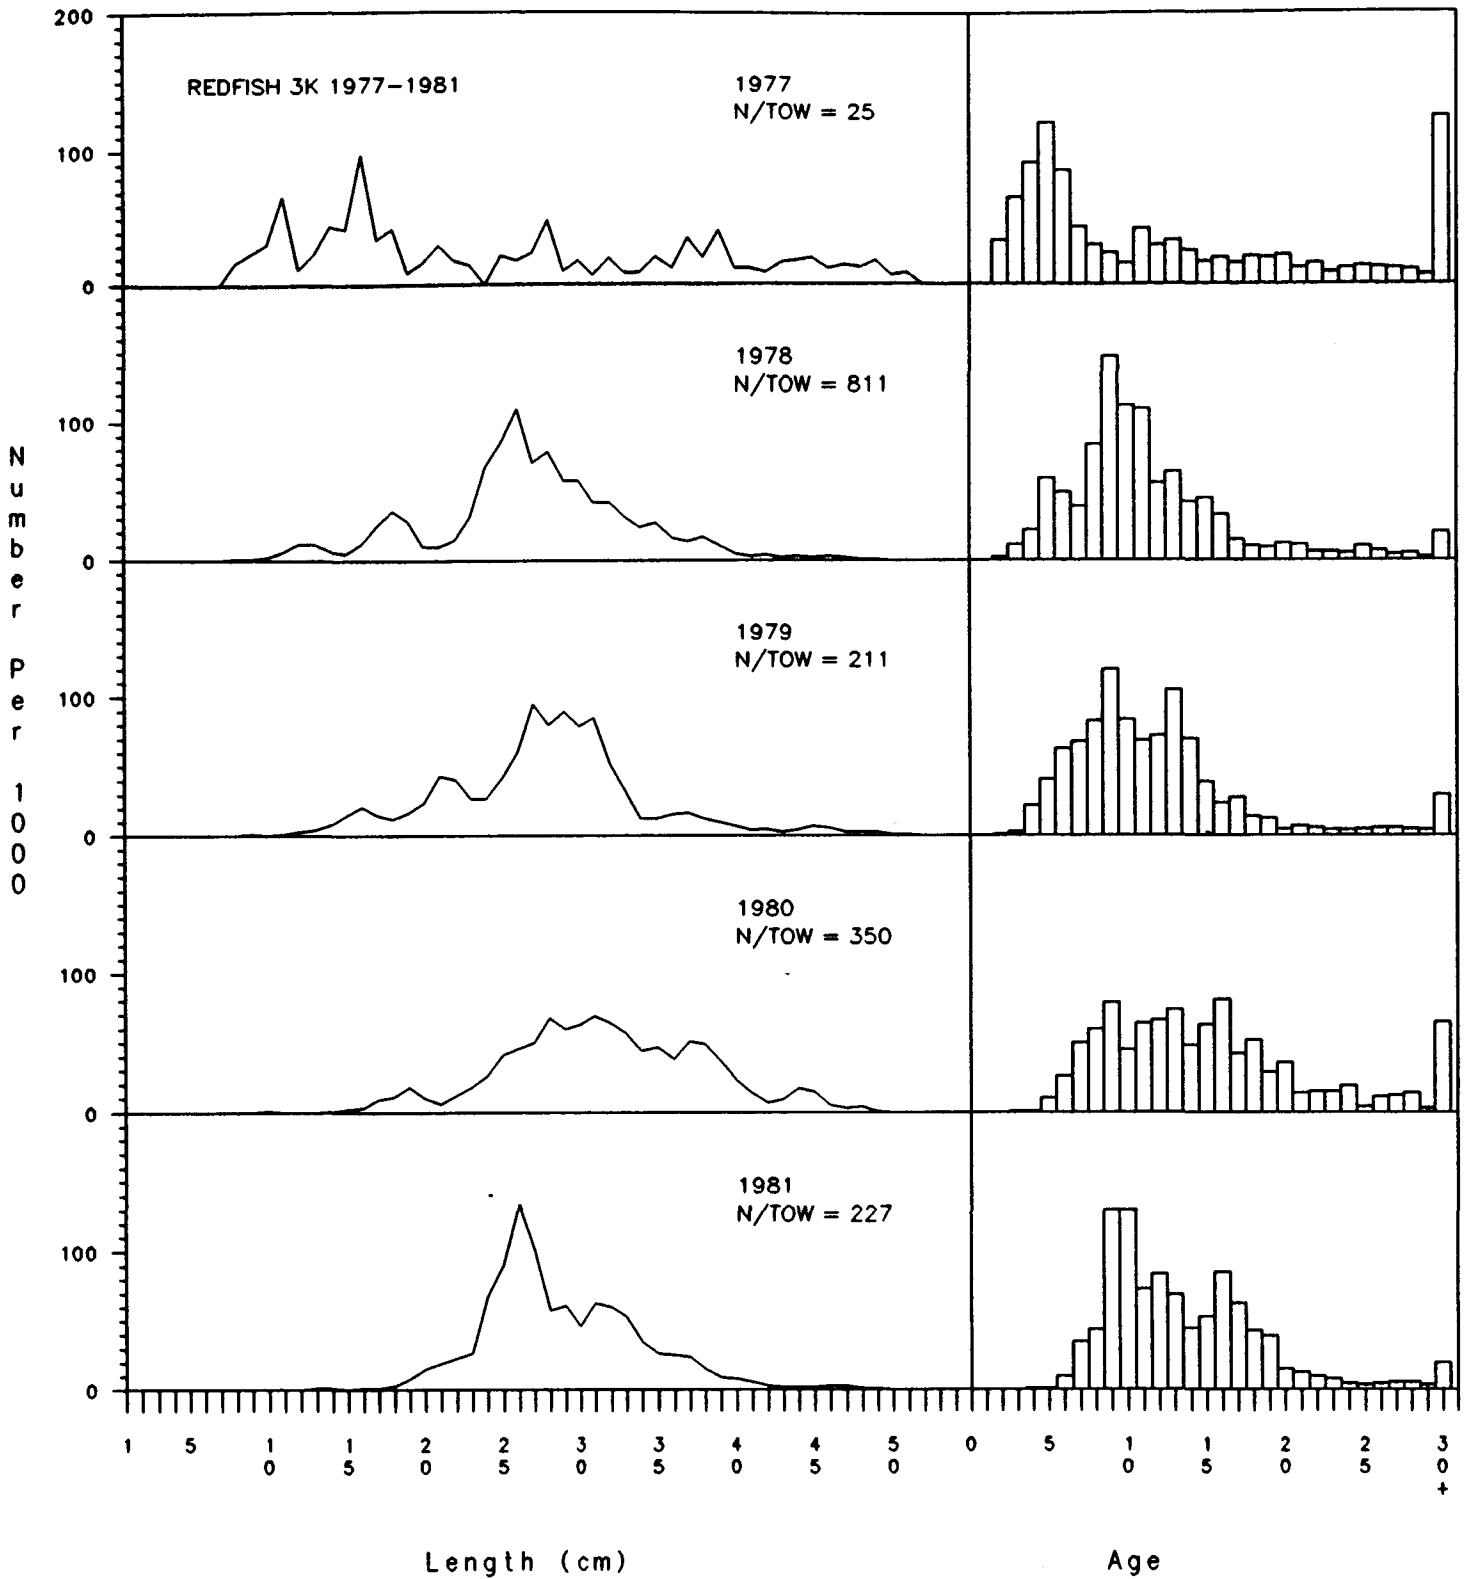 200
REDFISH 3K 1977-1981
1977
N/TOW = 25
100
0
1978
N/TOW = 811
100
0
Number Per 1000
1979
N/TOW = 211
100
0
1980
N/TOW = 350
100
0
1981
N/TOW = 227
100
0
1 5 10 15 20 25 30 35 40 45 50 0 5 10 15 20 25 30+
Length (cm) Age